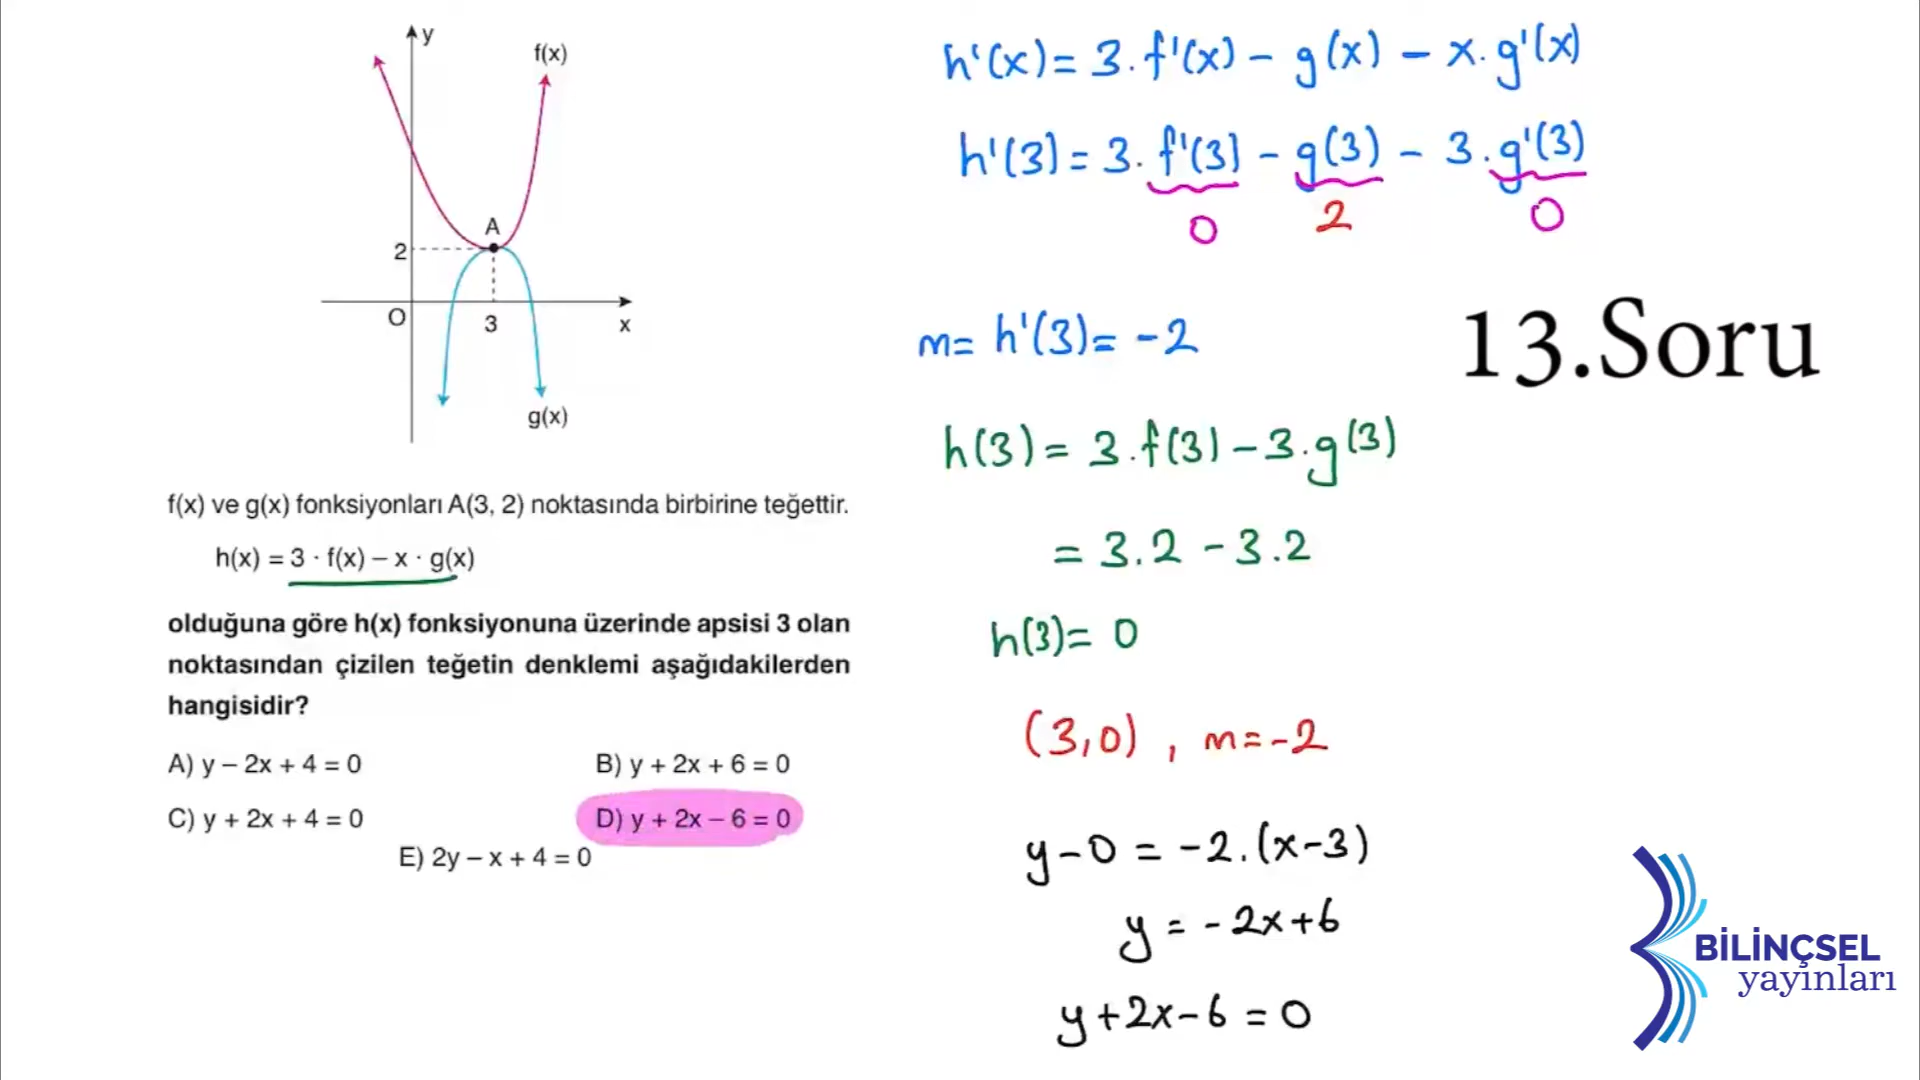 y
f(x)
A
2
O
3
x
g(x)
f(x) ve g(x) fonksiyonları A(3, 2) noktasında birbirine teğettir.
h(x) = 3 · f(x) – x · g(x)
olduğuna göre h(x) fonksiyonuna üzerinde apsisi 3 olan
noktasından çizilen teğetin denklemi aşağıdakilerden
hangisidir?
A) y – 2x + 4 = 0
B) y + 2x + 6 = 0
C) y + 2x + 4 = 0
D) y + 2x – 6 = 0
E) 2y – x + 4 = 0
h'(x) = 3.f'(x) - g(x) - x.g'(x)
h'(3) = 3.f'(3) - g(3) - 3.g'(3)
0
2
0
m = h'(3) = -2
13.Soru
h(3) = 3.f(3) - 3.g(3)
= 3.2 - 3.2
h(3) = 0
(3,0) , m = -2
y-0 = -2.(x-3)
y = -2x+6
y+2x-6 = 0
BİLİNÇSEL
yayınları